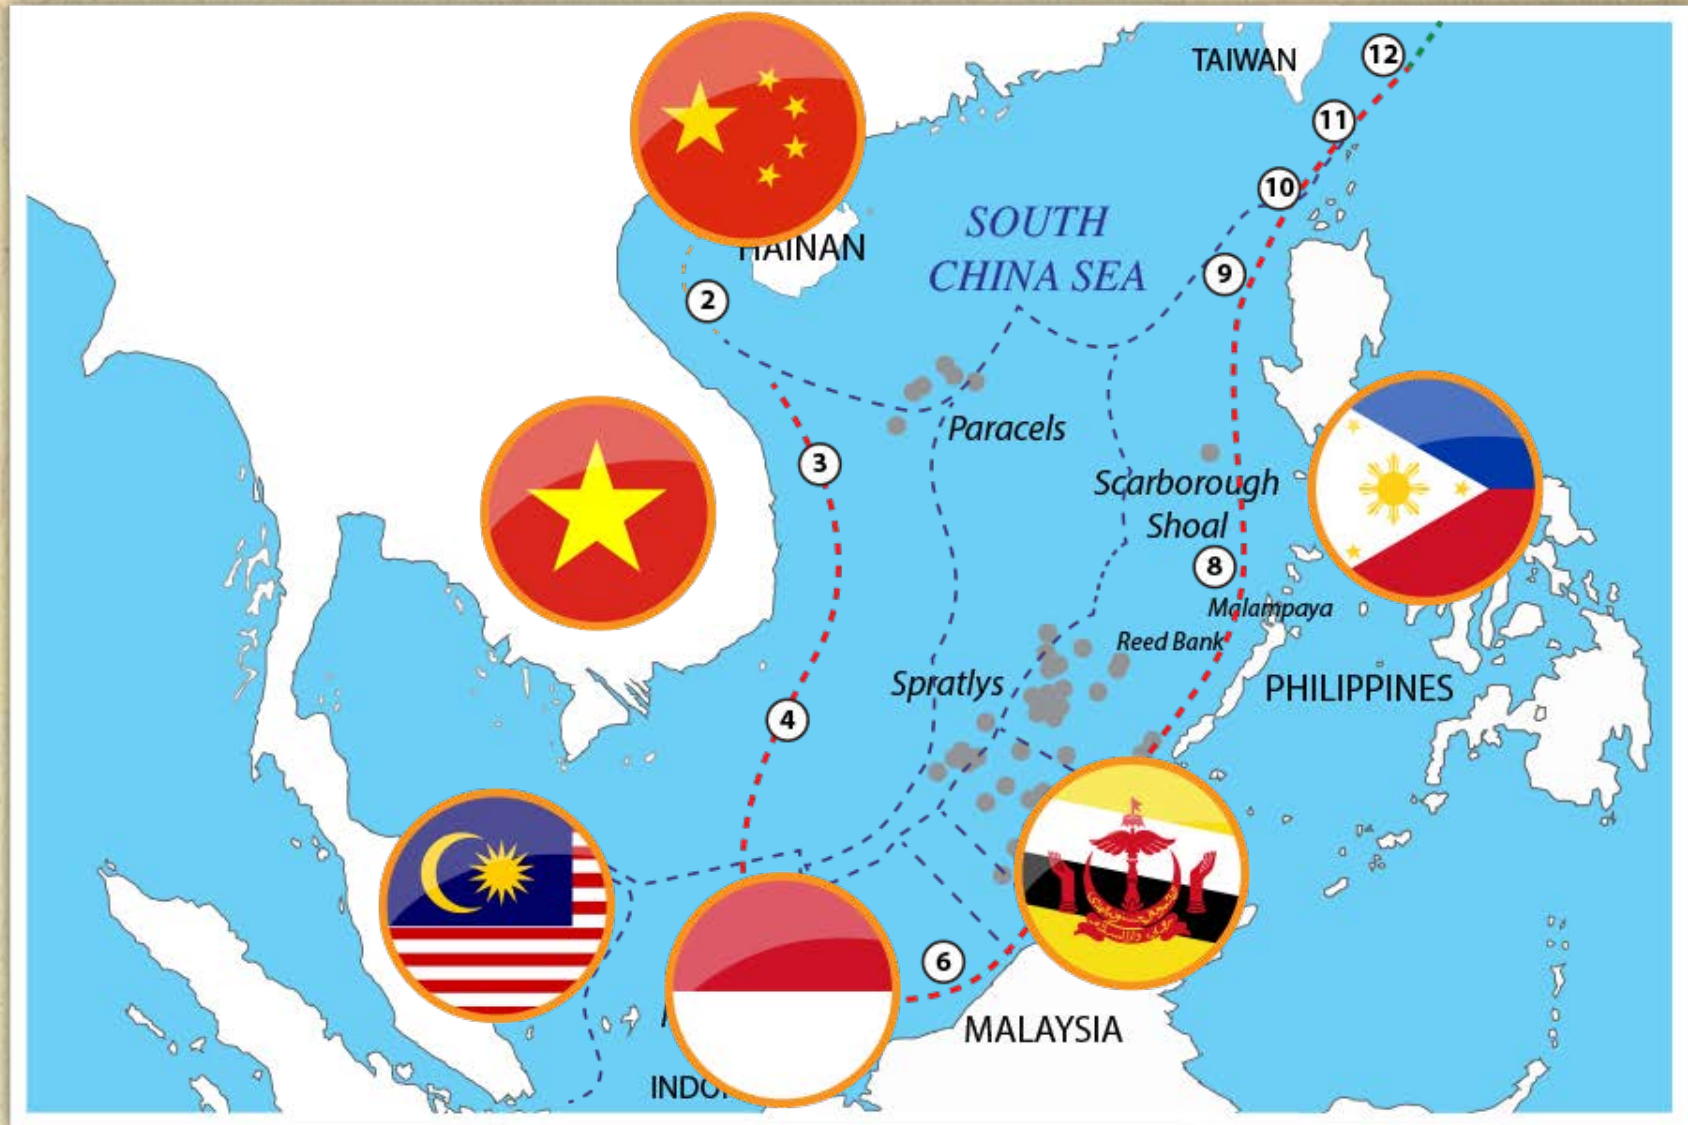 TAIWAN
12
11
10
SOUTH
CHINA SEA
HAINAN
9
2
Paracels
3
Scarborough
Shoal
8
Malampaya
Reed Bank
Spratlys
PHILIPPINES
4
6
MALAYSIA